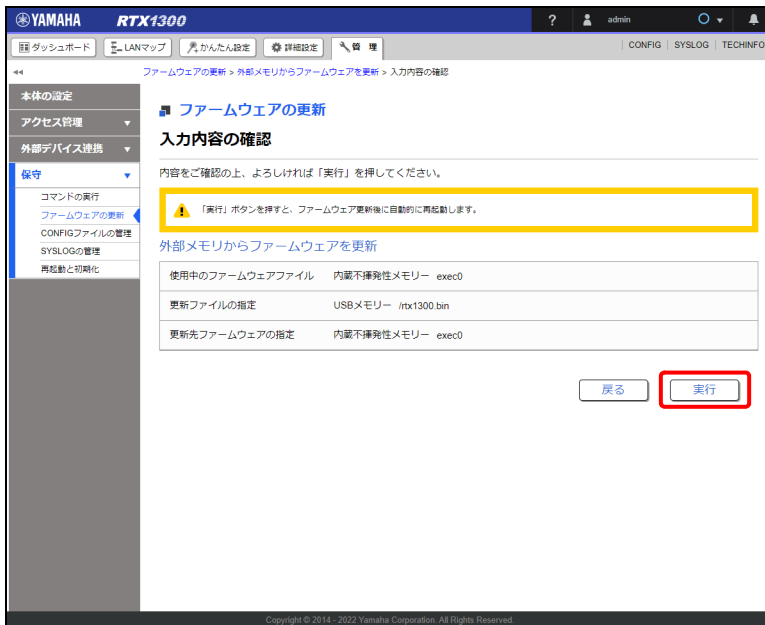 YAMAHA RTX1300 ? admin
ダッシュボード LANマップ かんたん設定 詳細設定 管 理 CONFIG SYSLOG TECHINFO
ファームウェアの更新 > 外部メモリからファームウェアを更新 > 入力内容の確認
本体の設定
アクセス管理
外部デバイス連携
保守
コマンドの実行
ファームウェアの更新
CONFIGファイルの管理
SYSLOGの管理
再起動と初期化
ファームウェアの更新
入力内容の確認
内容をご確認の上、よろしければ「実行」を押してください。
「実行」ボタンを押すと、ファームウェア更新後に自動的に再起動します。
外部メモリからファームウェアを更新
使用中のファームウェアファイル 内蔵不揮発性メモリー exec0
更新ファイルの指定 USBメモリー /rtx1300.bin
更新先ファームウェアの指定 内蔵不揮発性メモリー exec0
戻る 実行
Copyright © 2014 - 2022 Yamaha Corporation. All Rights Reserved.